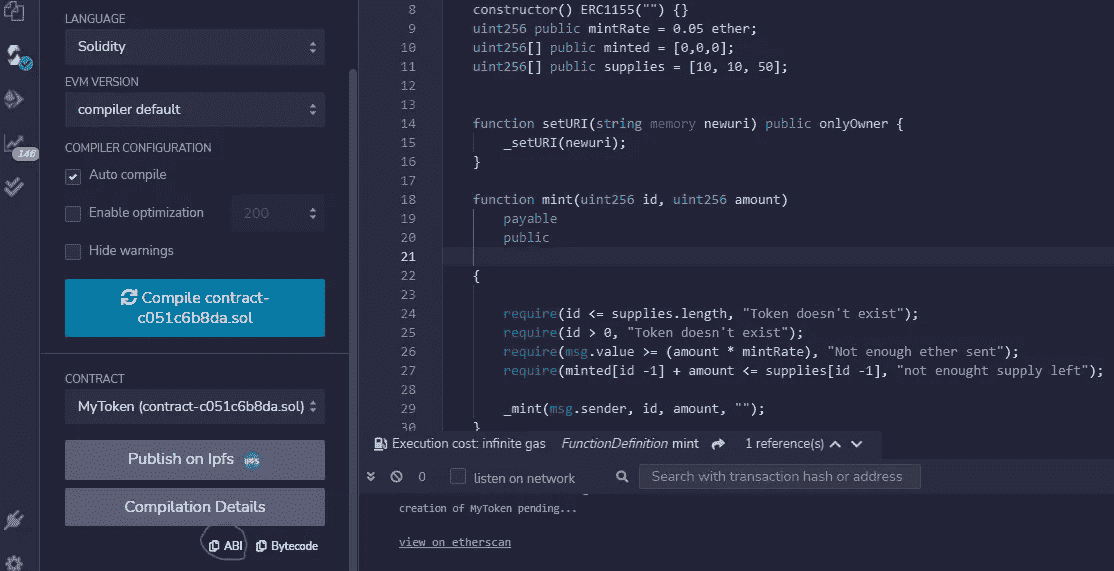 LANGUAGE
Solidity
EVM VERSION
compiler default
COMPILER CONFIGURATION
Auto compile
Enable optimization 200
Hide warnings
Compile contract-
c051c6b8da.sol
CONTRACT
MyToken (contract-c051c6b8da.sol)
Publish on Ipfs IPFS
Compilation Details
ABI Bytecode
146
8 constructor() ERC1155("") {}
9 uint256 public mintRate = 0.05 ether;
10 uint256[] public minted = [0,0,0];
11 uint256[] public supplies = [10, 10, 50];
12
13
14 function setURI(string memory newuri) public onlyOwner {
15 _setURI(newuri);
16 }
17
18 function mint(uint256 id, uint256 amount)
19 payable
20 public
21
22 {
23
24 require(id <= supplies.length, "Token doesn't exist");
25 require(id > 0, "Token doesn't exist");
26 require(msg.value >= (amount * mintRate), "Not enough ether sent");
27 require(minted[id -1] + amount <= supplies[id -1], "not enought supply left");
28
29 _mint(msg.sender, id, amount, "");
30 }
Execution cost: infinite gas FunctionDefinition mint 1 reference(s)
0 listen on network Search with transaction hash or address
creation of MyToken pending...
view on etherscan